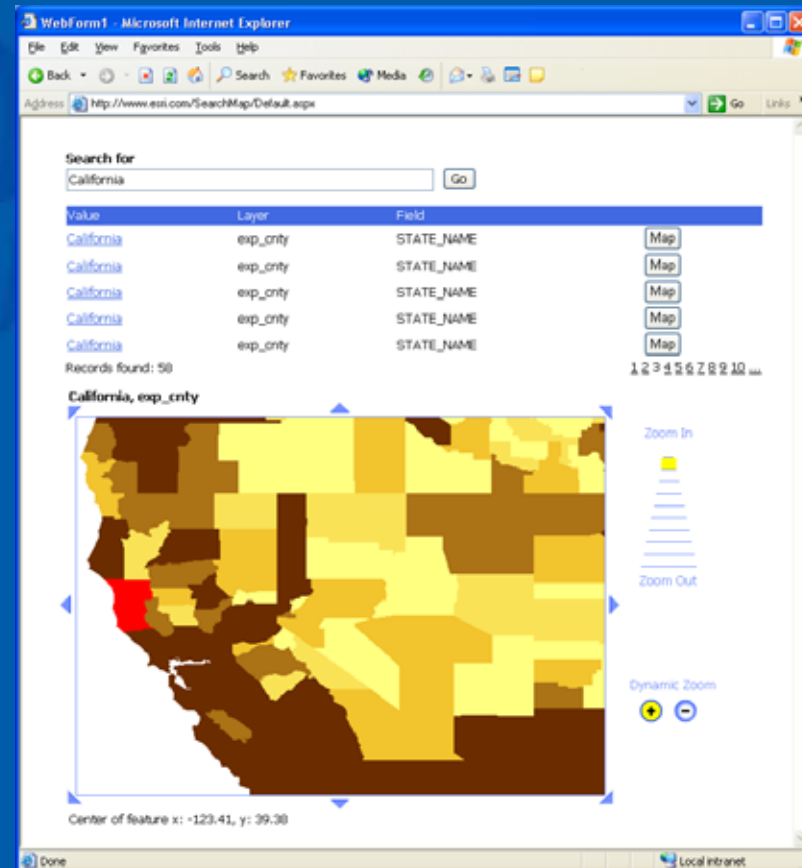 WebForm1 - Microsoft Internet Explorer
File Edit View Favorites Tools Help
Back Search Favorites Media
Address http://www.esri.com/SearchMap/Default.aspx Go Links
Search for
California Go
Value Layer Field
California exp_cnty STATE_NAME Map
California exp_cnty STATE_NAME Map
California exp_cnty STATE_NAME Map
California exp_cnty STATE_NAME Map
California exp_cnty STATE_NAME Map
Records found: 58 1 2 3 4 5 6 7 8 9 10 ...
California, exp_cnty
Zoom In
Zoom Out
Dynamic Zoom
Center of feature x: -123.41, y: 39.38
Done Local intranet